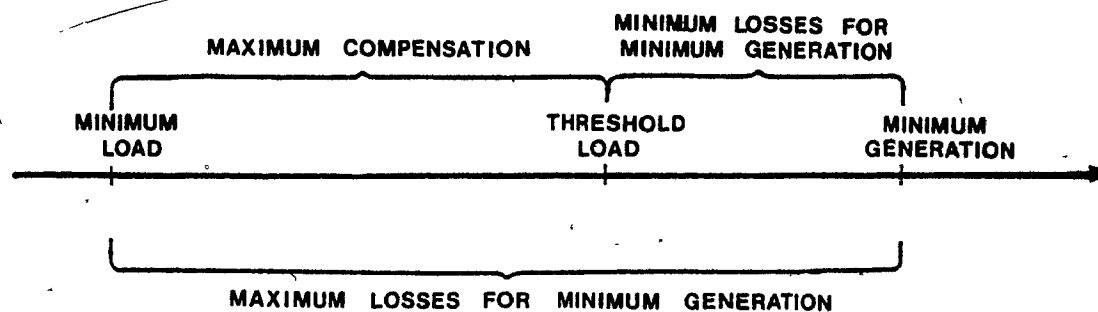 MINIMUM LOSSES FOR
MINIMUM GENERATION
MAXIMUM COMPENSATION
MINIMUM
LOAD
THRESHOLD
LOAD
MINIMUM
GENERATION
MAXIMUM LOSSES FOR MINIMUM GENERATION